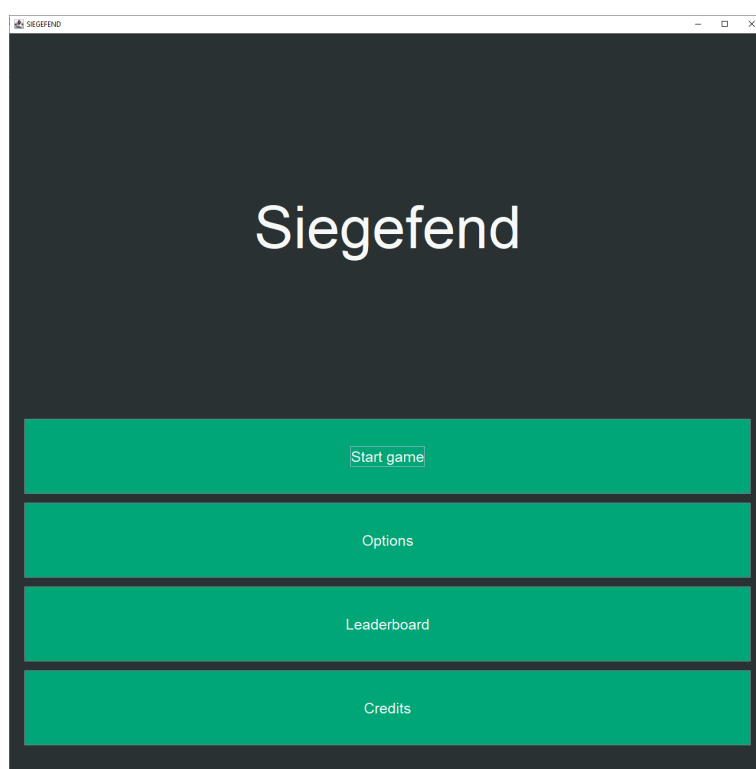 SIEGEFEND
Siegefend
Start game
Options
Leaderboard
Credits